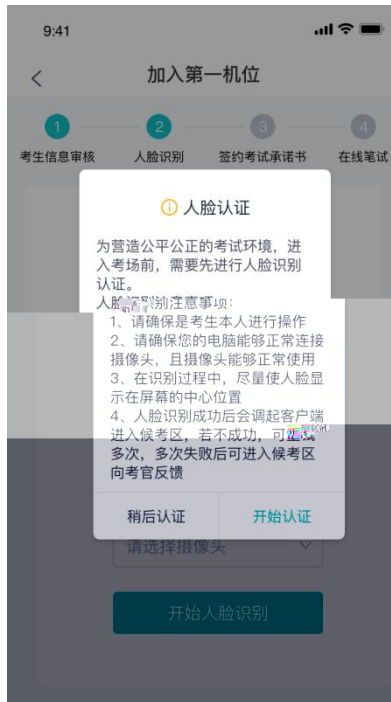 9:41
加入第一机位
1
2
3
4
考生信息审核
人脸识别
签约考试承诺书
在线笔试
人脸认证
为营造公平公正的考试环境，进
入考场前，需要先进行人脸识别
认证。
人脸识别注意事项：
1、请确保是考生本人进行操作
2、请确保您的电脑能够正常连接
摄像头，且摄像头能够正常使用
3、在识别过程中，尽量使人脸显
示在屏幕的中心位置
4、人脸识别成功后会调起客户端
进入候考区，若不成功，可
多次，多次失败后可进入候考区
向考官反馈
稍后认证
开始认证
请选择摄像头
开始人脸识别